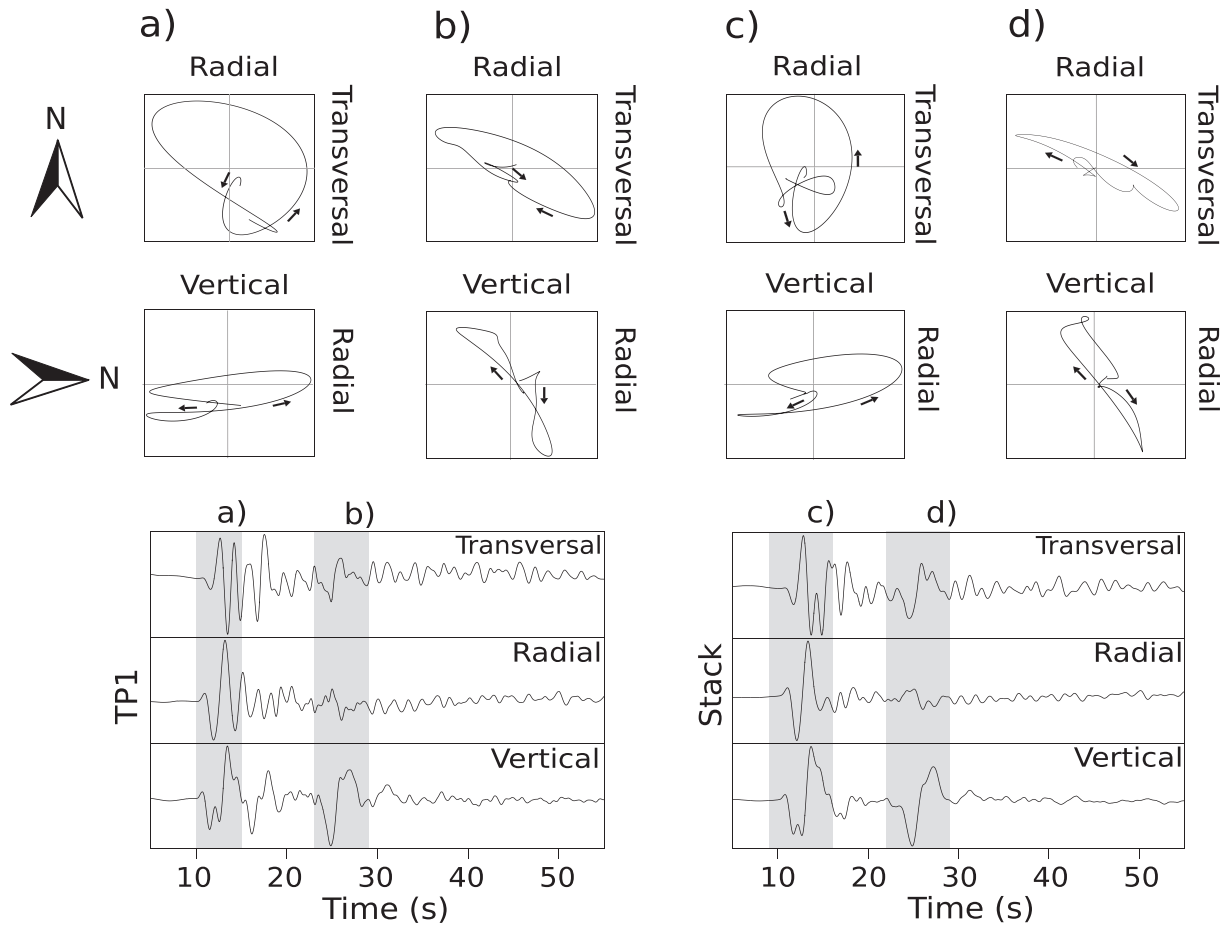 a)
b)
c)
d)
Radial
Radial
Radial
Radial
N
Transversal
Transversal
Transversal
Transversal
Vertical
Vertical
Vertical
Vertical
N
Radial
Radial
Radial
Radial
a)
b)
c)
d)
Transversal
Transversal
TP1
Radial
Stack
Radial
Vertical
Vertical
10 20 30 40 50
10 20 30 40 50
Time (s)
Time (s)